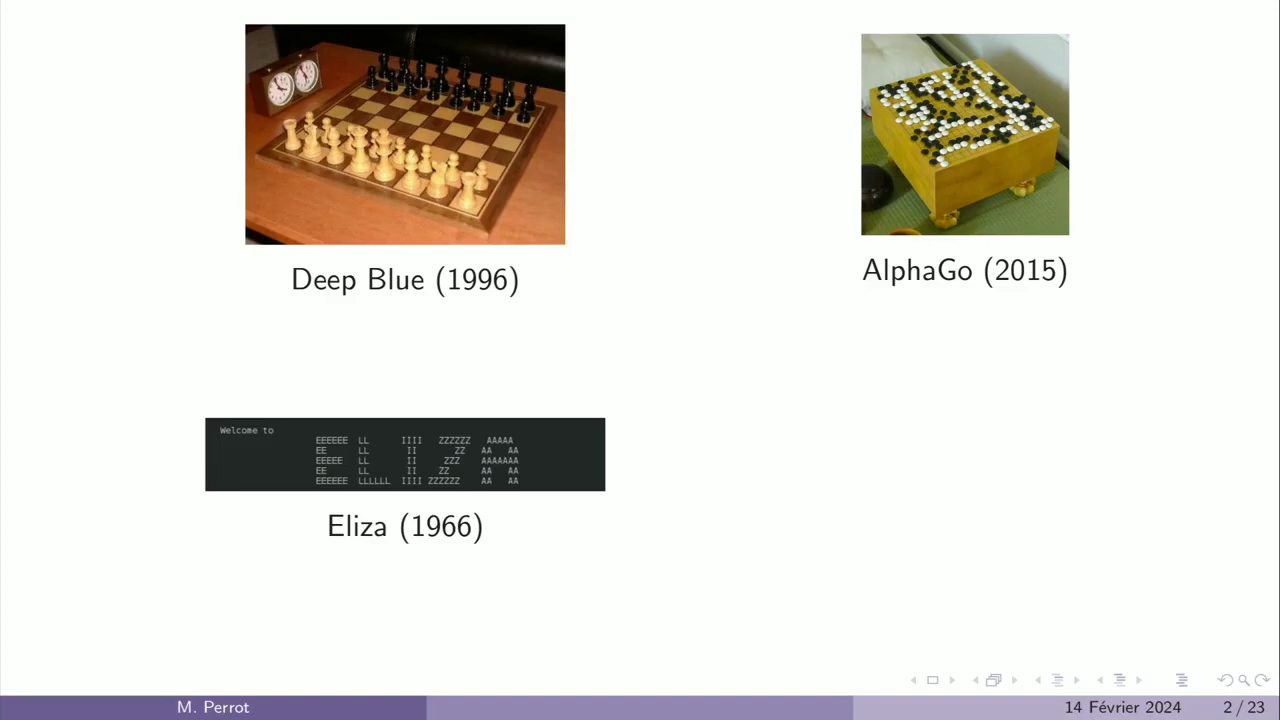 Deep Blue (1996)
AlphaGo (2015)
Welcome to
EEEEEE LL IIII ZZZZZZ AAAAA
EE LL II ZZ AA AA
EEEEE LL II ZZZ AAAAAAA
EE LL II ZZ AA AA
EEEEEE LLLLLL IIII ZZZZZZ AA AA
Eliza (1966)
M. Perrot
14 Février 2024
2 / 23